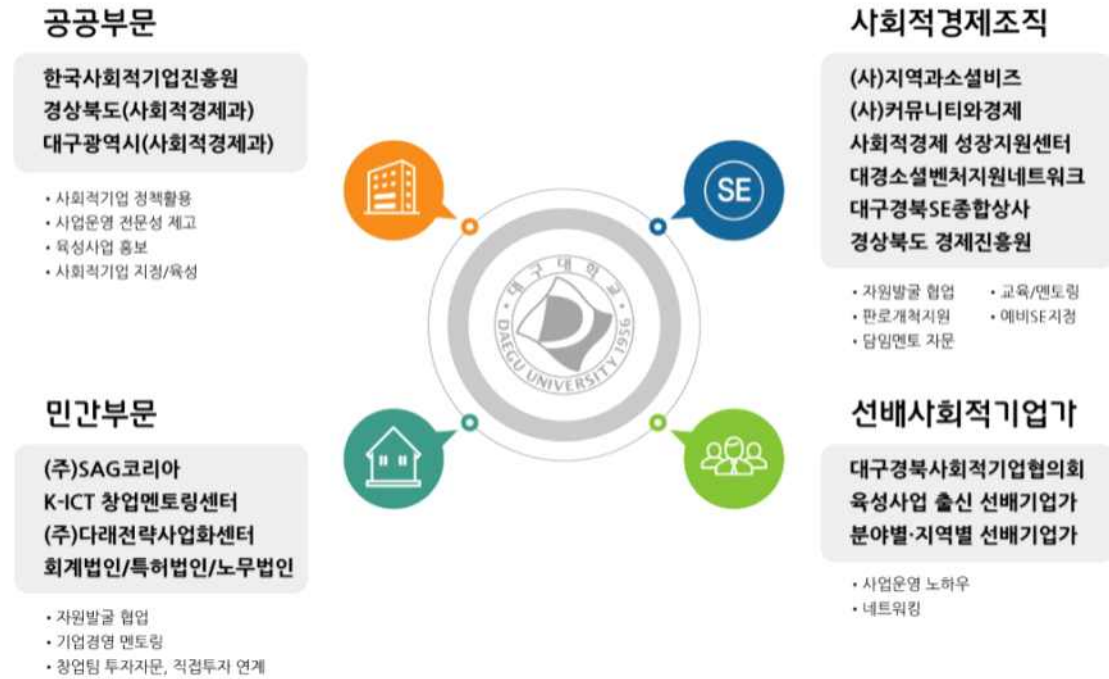 공공부문
한국사회적기업진흥원
경상북도(사회적경제과)
대구광역시(사회적경제과)
• 사회적기업 정책활용
• 사업운영 전문성 제고
• 육성사업 홍보
• 사회적기업 지정/육성
사회적경제조직
(사)지역과소셜비즈
(사)커뮤니티와경제
사회적경제 성장지원센터
대경소셜벤처지원네트워크
대구경북SE종합상사
경상북도 경제진흥원
• 자원발굴 협업 • 교육/멘토링
• 판로개척지원 • 예비SE지정
• 담임멘토 자문
SE
• 대구대학교 •
DAEGU UNIVERSITY 1956
민간부문
(주)SAG코리아
K-ICT 창업멘토링센터
(주)다래전략사업화센터
회계법인/특허법인/노무법인
• 자원발굴 협업
• 기업경영 멘토링
• 창업팀 투자자문, 직접투자 연계
선배사회적기업가
대구경북사회적기업협의회
육성사업 출신 선배기업가
분야별·지역별 선배기업가
• 사업운영 노하우
• 네트워킹